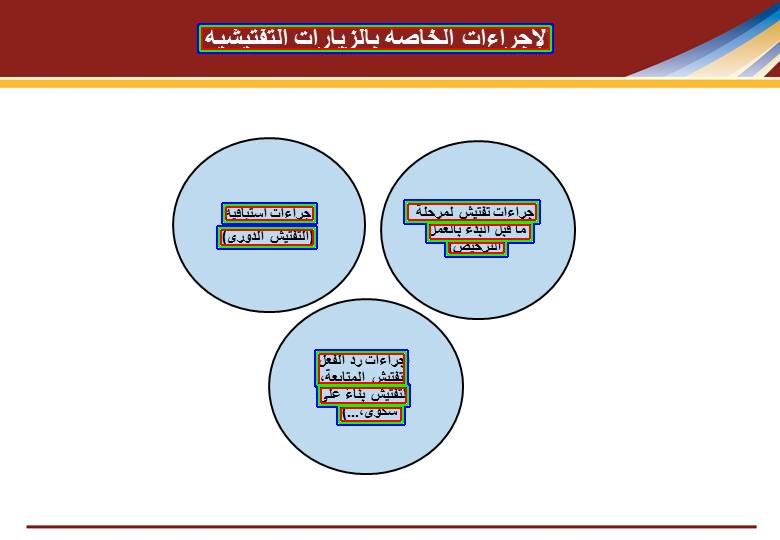 لاجراءات الخاصه بالزيارات التفتيشيه
جراءات تفتيش لمرحلة
ما قبل البدء بالعمل
الترخيص
جراءات استباقية
(التفتيش الدوري)
جراءات رد الفعل
تفتيش المتابعة،
تفتيش بناءً على
شكوى،...)